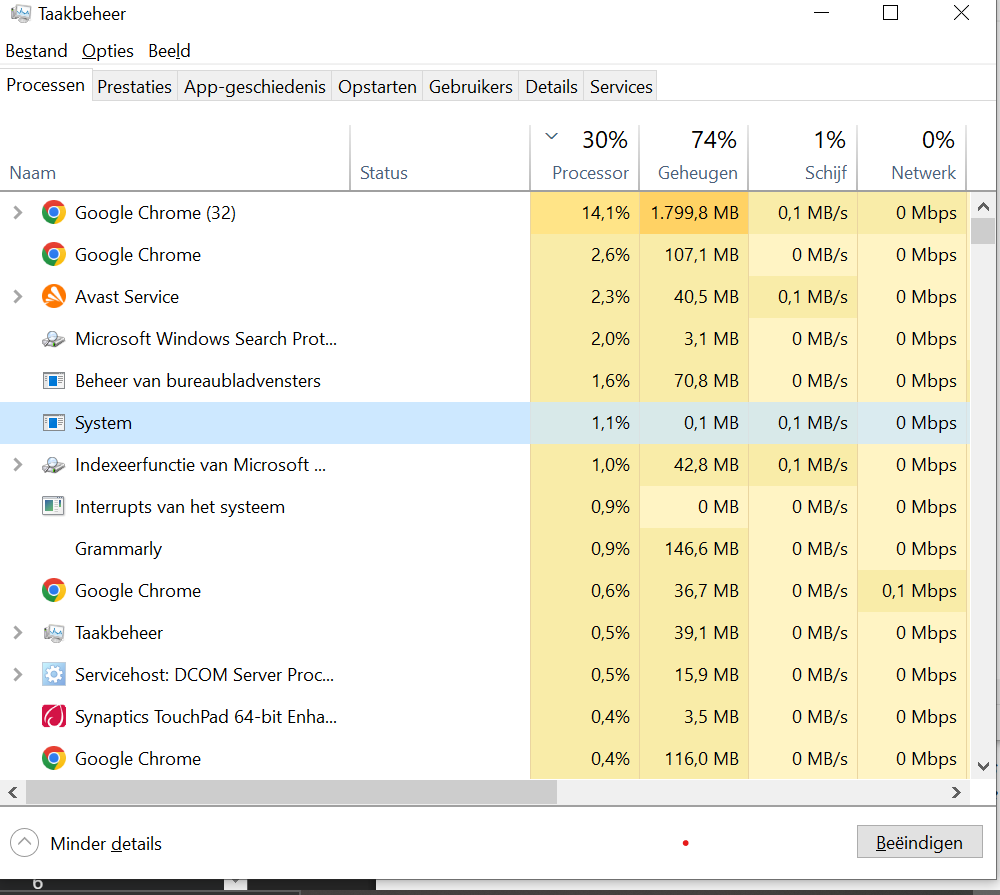 Taakbeheer
Bestand Opties Beeld
Processen Prestaties App-geschiedenis Opstarten Gebruikers Details Services
30% 74% 1% 0%
Naam Status Processor Geheugen Schijf Netwerk
Google Chrome (32) 14,1% 1.799,8 MB 0,1 MB/s 0 Mbps
Google Chrome 2,6% 107,1 MB 0 MB/s 0 Mbps
Avast Service 2,3% 40,5 MB 0,1 MB/s 0 Mbps
Microsoft Windows Search Prot... 2,0% 3,1 MB 0 MB/s 0 Mbps
Beheer van bureaubladvensters 1,6% 70,8 MB 0 MB/s 0 Mbps
System 1,1% 0,1 MB 0,1 MB/s 0 Mbps
Indexeerfunctie van Microsoft ... 1,0% 42,8 MB 0,1 MB/s 0 Mbps
Interrupts van het systeem 0,9% 0 MB 0 MB/s 0 Mbps
Grammarly 0,9% 146,6 MB 0 MB/s 0 Mbps
Google Chrome 0,6% 36,7 MB 0 MB/s 0,1 Mbps
Taakbeheer 0,5% 39,1 MB 0 MB/s 0 Mbps
Servicehost: DCOM Server Proc... 0,5% 15,9 MB 0 MB/s 0 Mbps
Synaptics TouchPad 64-bit Enha... 0,4% 3,5 MB 0 MB/s 0 Mbps
Google Chrome 0,4% 116,0 MB 0 MB/s 0 Mbps
Minder details Beëindigen
6